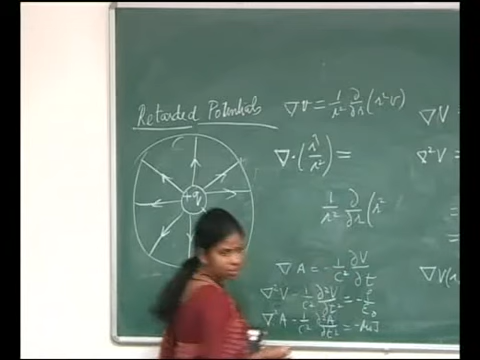 Retarded Potentials
+q
∇v = 1/r² ∂/∂r (r² v)
∇V
∇·(r̂/r²) =
∇²V =
1/r² ∂/∂r (r²
∇A = -1/c² ∂V/∂t
∇V(r
∇²V - 1/c² ∂²V/∂t² = -ρ/ε₀
∇²A - 1/c² ∂²A/∂t² = -μ₀J